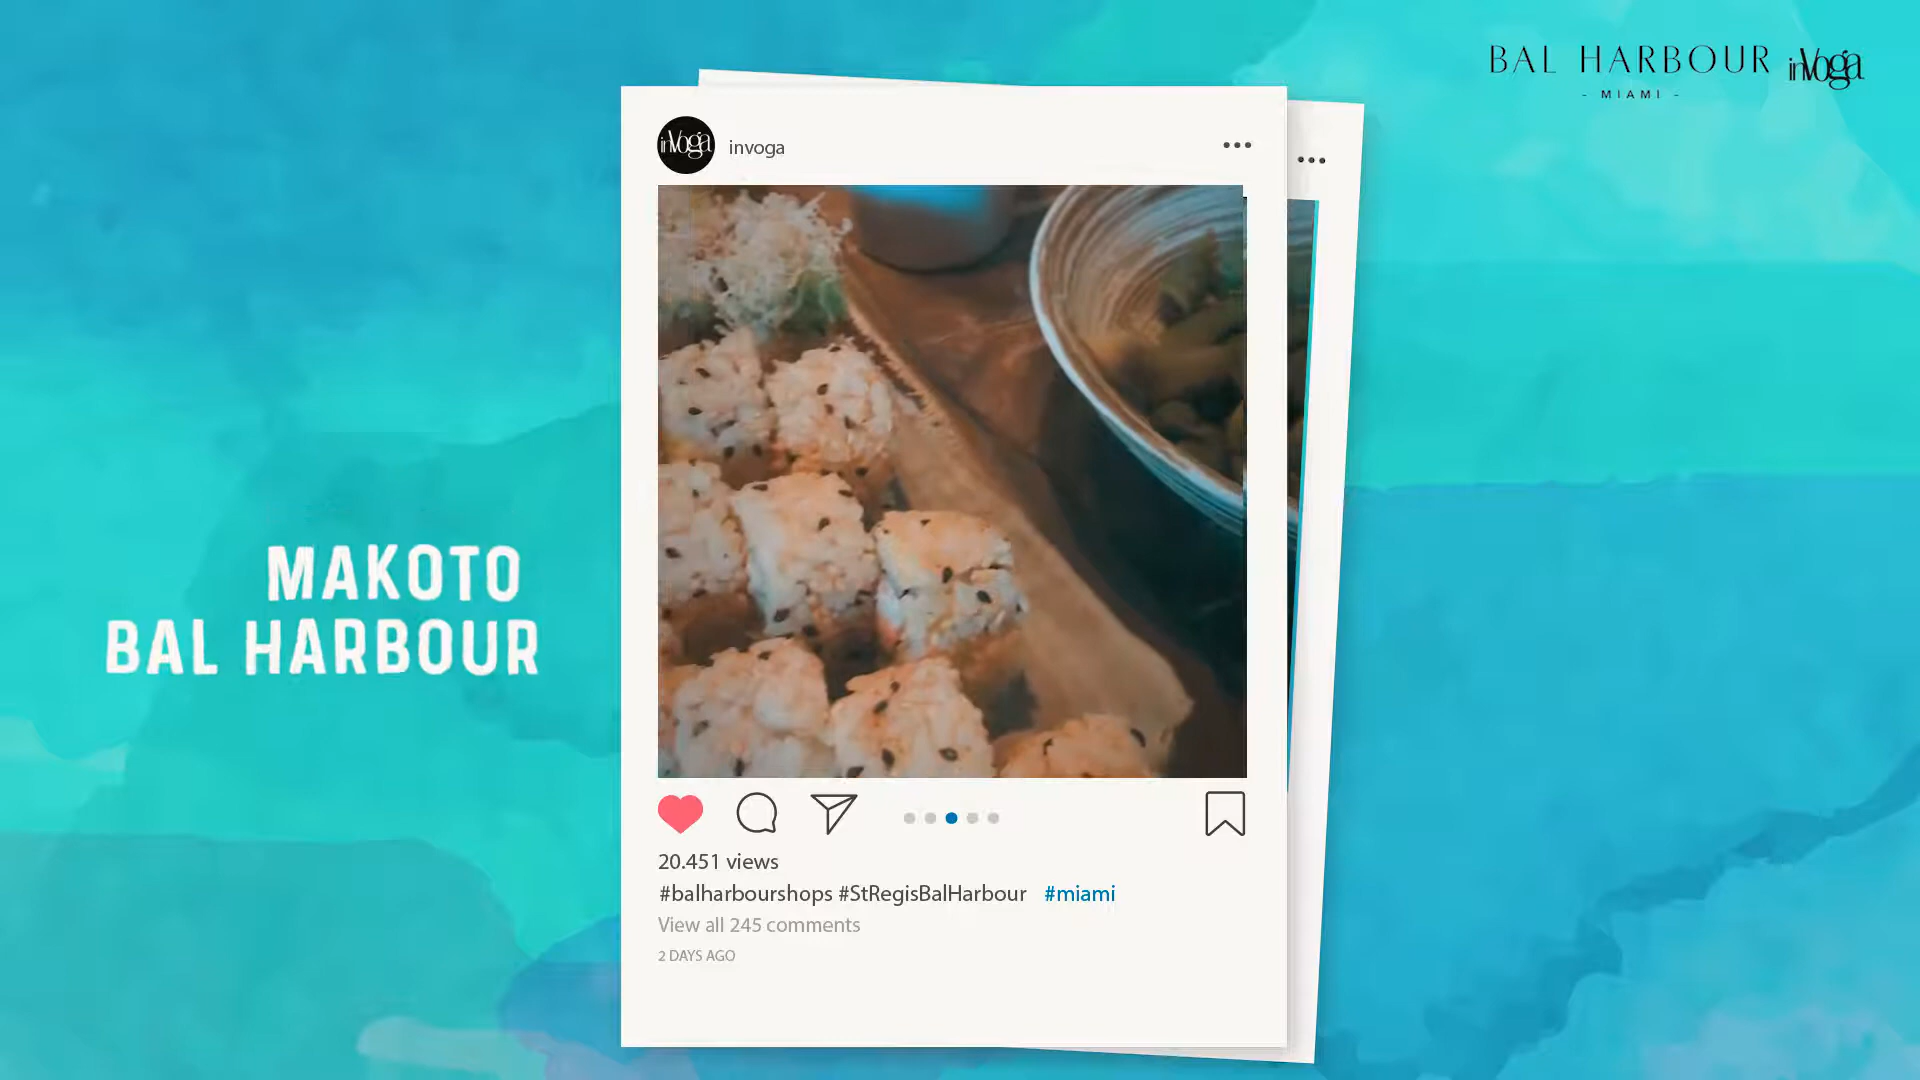 BAL HARBOUR inVoga
- MIAMI -
inVoga invoga
MAKOTO
BAL HARBOUR
20.451 views
#balharbourshops #StRegisBalHarbour #miami
View all 245 comments
2 DAYS AGO